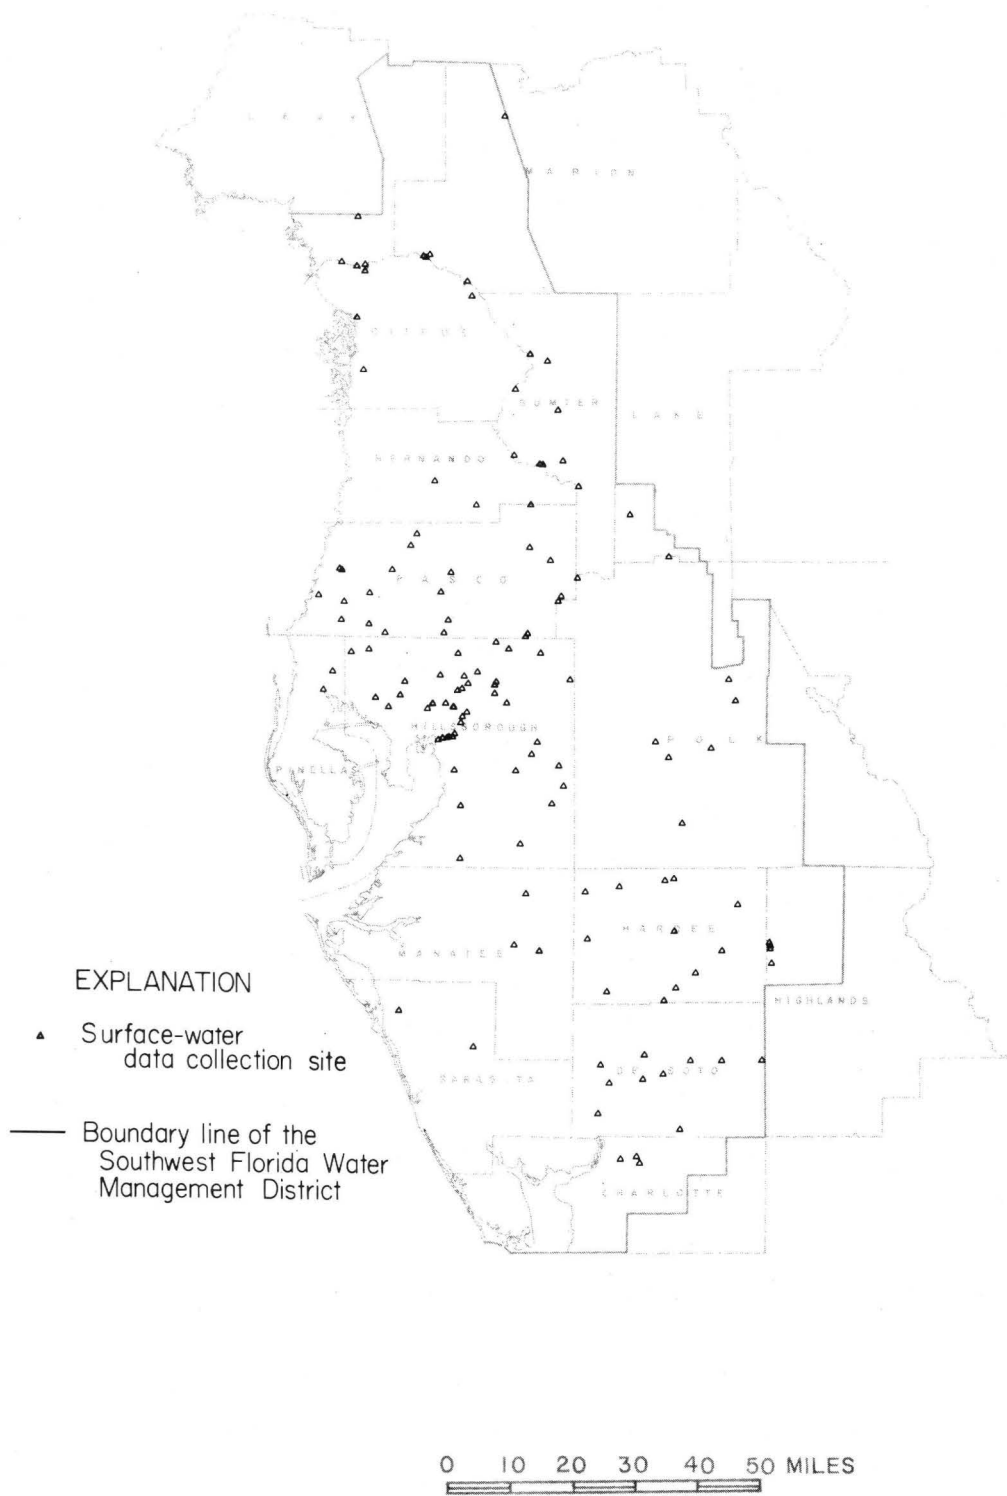 LEVY
MARION
CITRUS
SUMTER
LAKE
HERNANDO
PASCO
HILLSBOROUGH
POLK
PINELLAS
HARDEE
MANATEE
HIGHLANDS
EXPLANATION
Surface-water
data collection site
DE SOTO
SARASOTA
Boundary line of the
Southwest Florida Water
Management District
CHARLOTTE
0 10 20 30 40 50 MILES